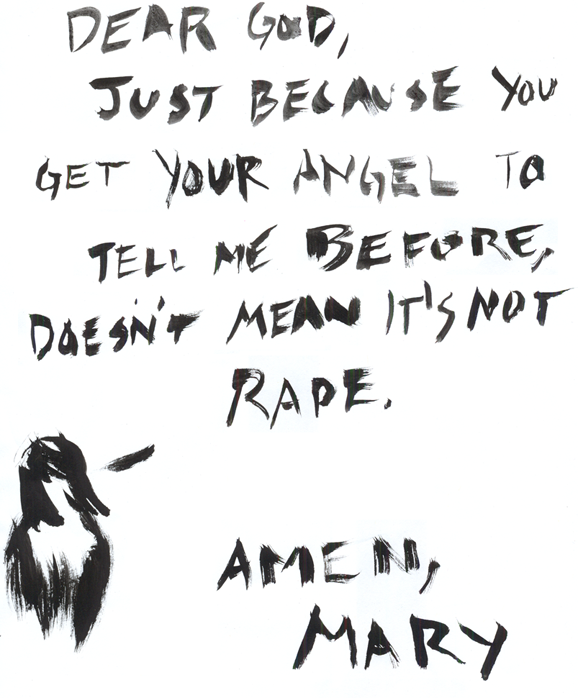 DEAR GOD,
JUST BECAUSE YOU
GET YOUR ANGEL TO
TELL ME BEFORE,
DOESN'T MEAN IT'S NOT
RAPE.
AMEN,
MARY